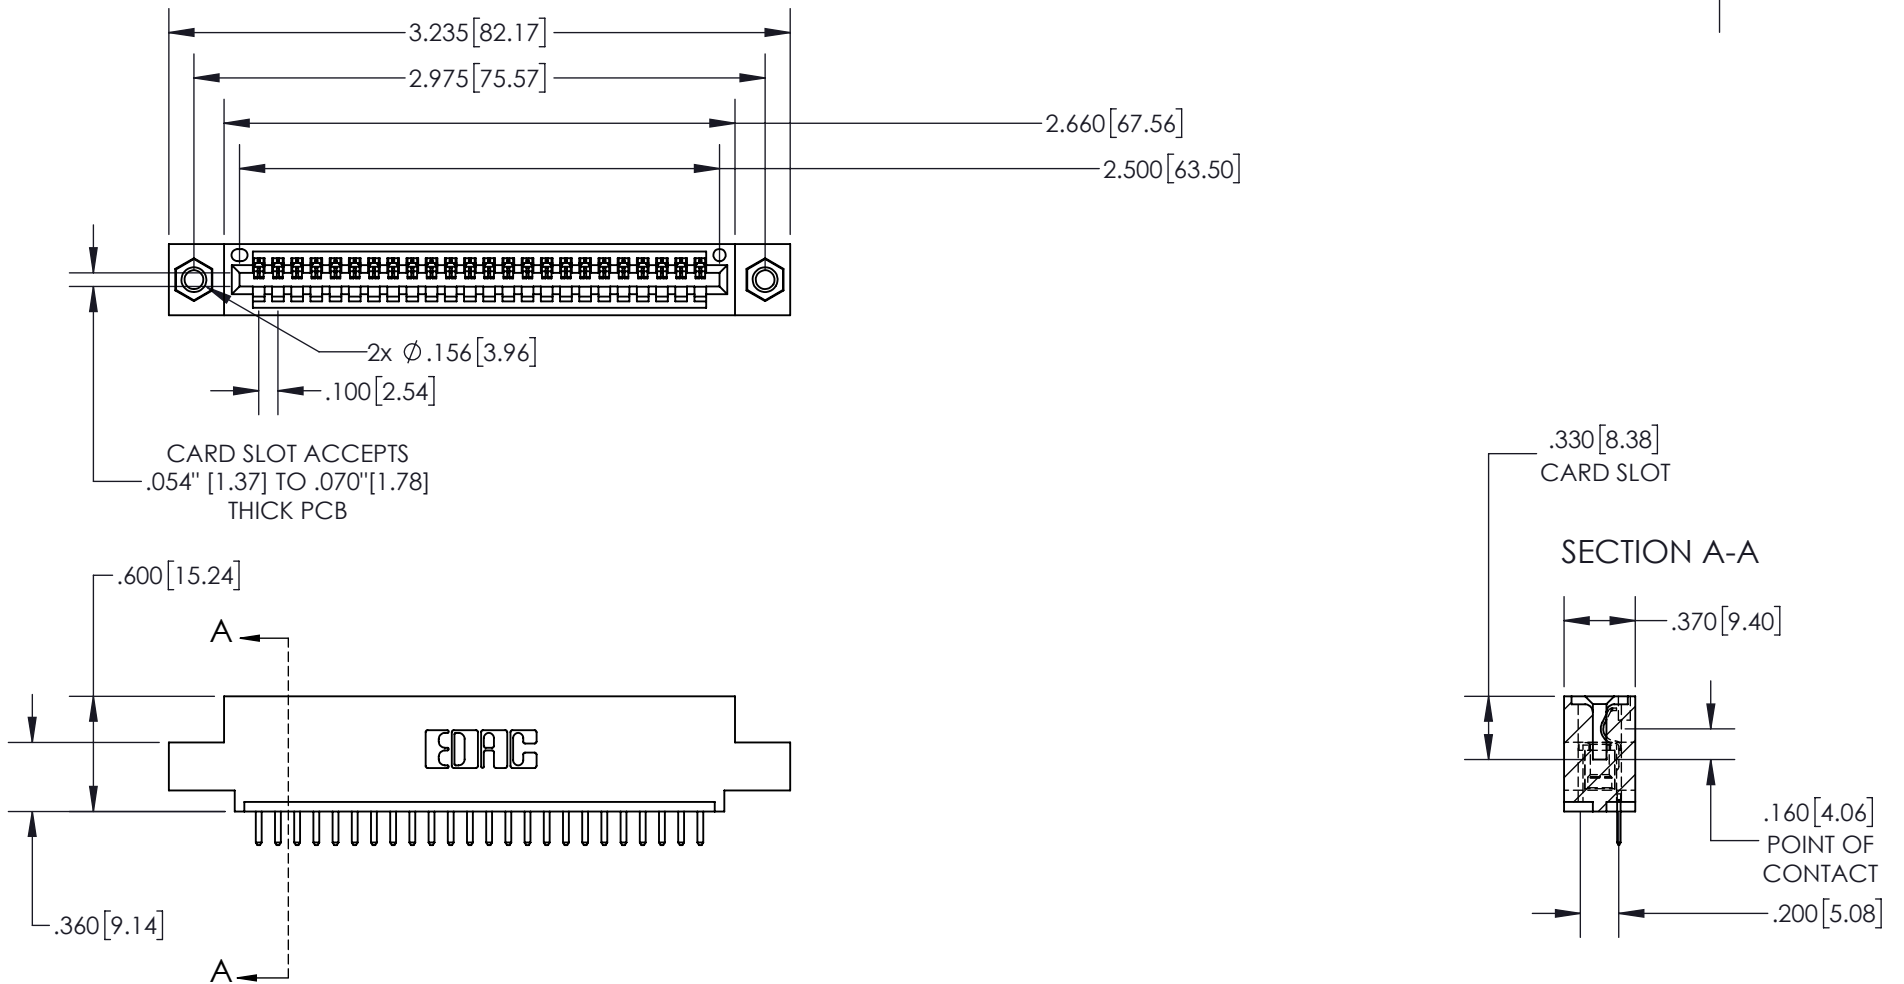 3.235[82.17]
2.975[75.57]
2.660[67.56]
2.500[63.50]
2x Ø.156[3.96]
.100[2.54]
CARD SLOT ACCEPTS
.054" [1.37] TO .070"[1.78]
THICK PCB
.330[8.38]
CARD SLOT
SECTION A-A
.600[15.24]
A
.370[9.40]
EDAC
.160[4.06]
POINT OF
CONTACT
.200[5.08]
.360[9.14]
A